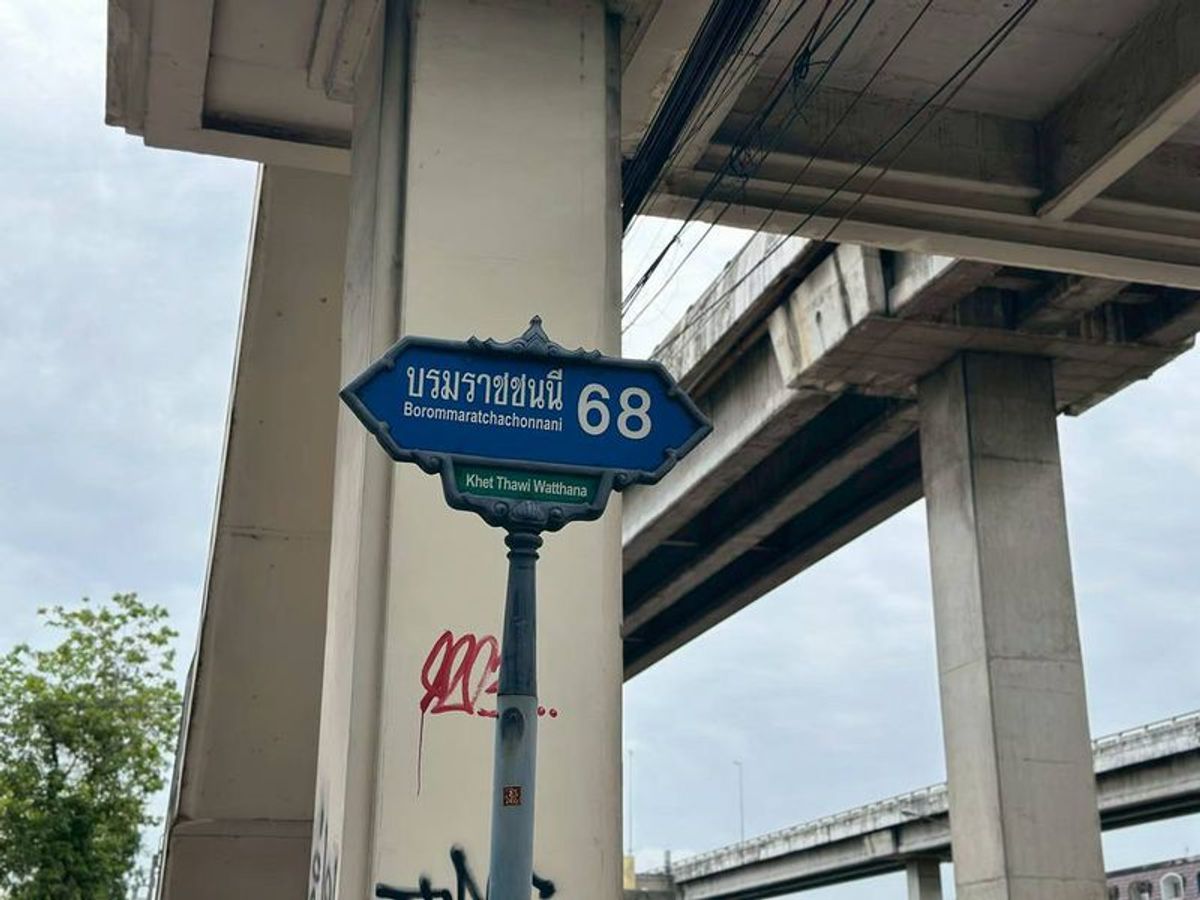 บรมราชชนนี 68
Borommaratchachonnani
Khet Thawi Watthana